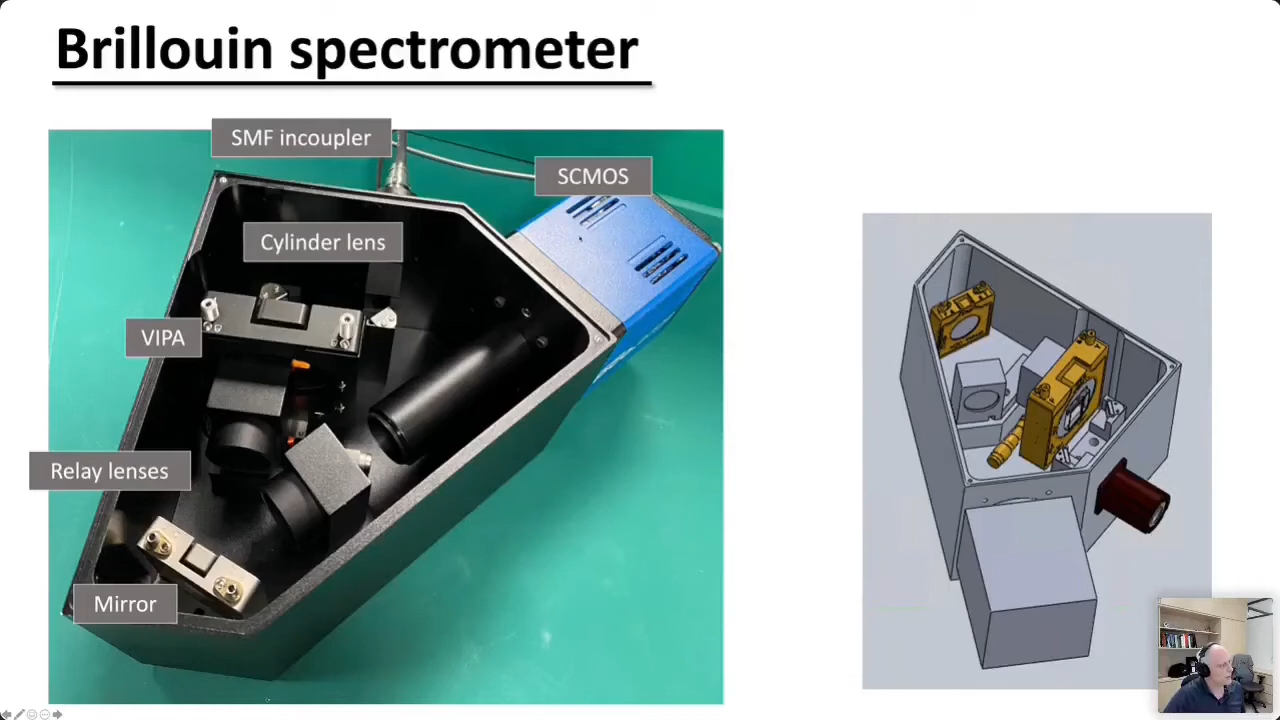 Brillouin spectrometer
SMF incoupler
SCMOS
Cylinder lens
VIPA
Relay lenses
Mirror